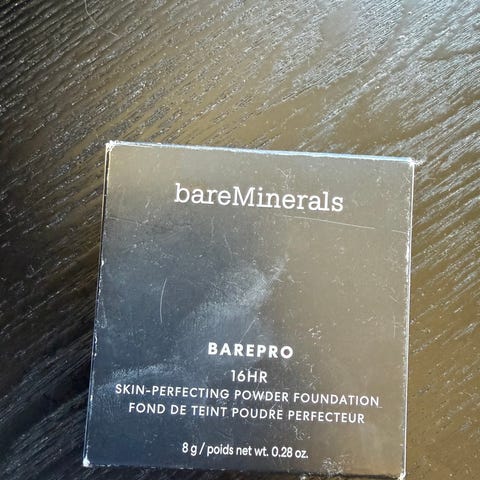 bareMinerals
BAREPRO
16HR
SKIN-PERFECTING POWDER FOUNDATION
FOND DE TEINT POUDRE PERFECTEUR
8 g / poids net wt. 0.28 oz.